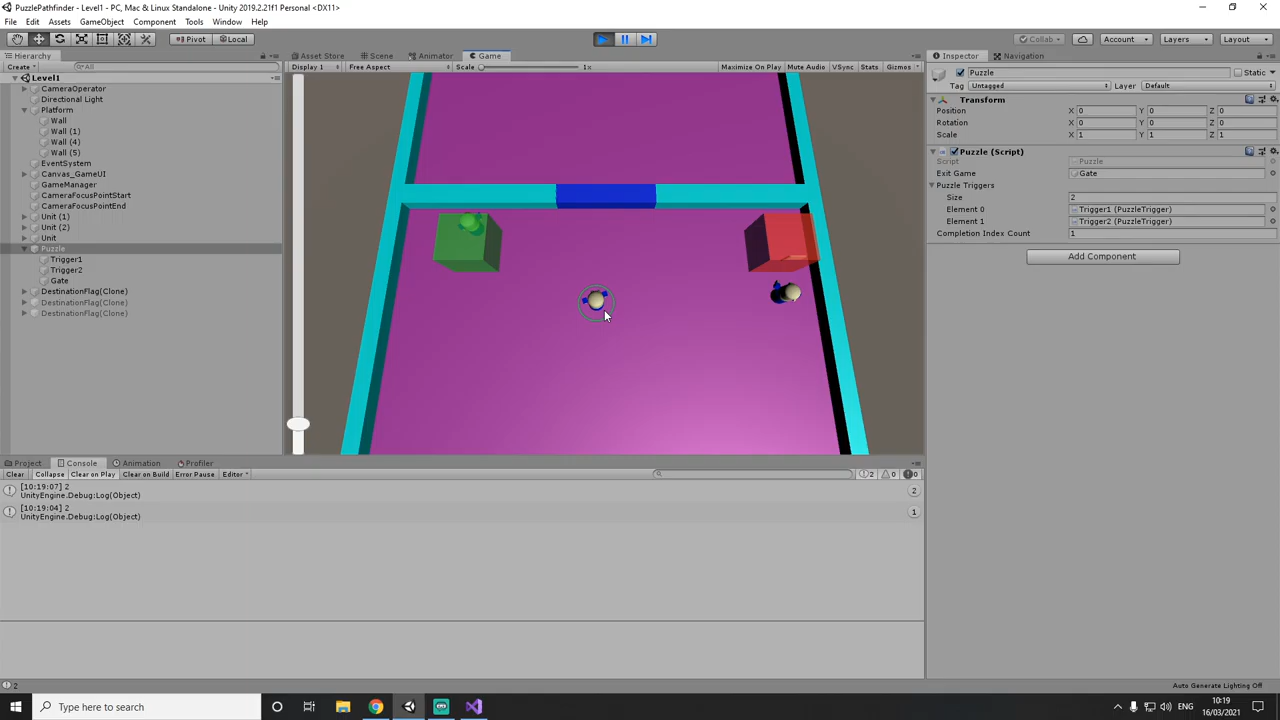 PuzzlePathfinder - Level1 - PC, Mac & Linux Standalone - Unity 2019.2.21f1 Personal <DX11>
File Edit Assets GameObject Component Tools Window Help
Pivot Local Collab Account Layers Layout
Hierarchy Asset Store Scene Animator Game Inspector Navigation
Create All Display 1 Free Aspect Scale 1x Maximize On Play Mute Audio VSync Stats Gizmos Puzzle Static
Level1
CameraOperator
Directional Light
Platform
Wall
Wall (1)
Wall (4)
Wall (5)
EventSystem
Canvas_GameUI
GameManager
CameraFocusPointStart
CameraFocusPointEnd
Unit (1)
Unit (2)
Unit
Puzzle
Trigger1
Trigger2
Gate
DestinationFlag(Clone)
DestinationFlag(Clone)
DestinationFlag(Clone)
Tag Untagged Layer Default
Transform
Position X 0 Y 0 Z 0
Rotation X 0 Y 0 Z 0
Scale X 1 Y 1 Z 1
Puzzle (Script)
Script Puzzle
Exit Game Gate
Puzzle Triggers
Size 2
Element 0 Trigger1 (PuzzleTrigger)
Element 1 Trigger2 (PuzzleTrigger)
Completion Index Count 1
Add Component
Project Console Animation Profiler
Clear Collapse Clear on Play Clear on Build Error Pause Editor 2 0 0
[10:19:07] 2
UnityEngine.Debug:Log(Object)
2
[10:19:04] 2
UnityEngine.Debug:Log(Object)
1
2 Auto Generate Lighting Off
Type here to search
ENG
10:19
16/03/2021